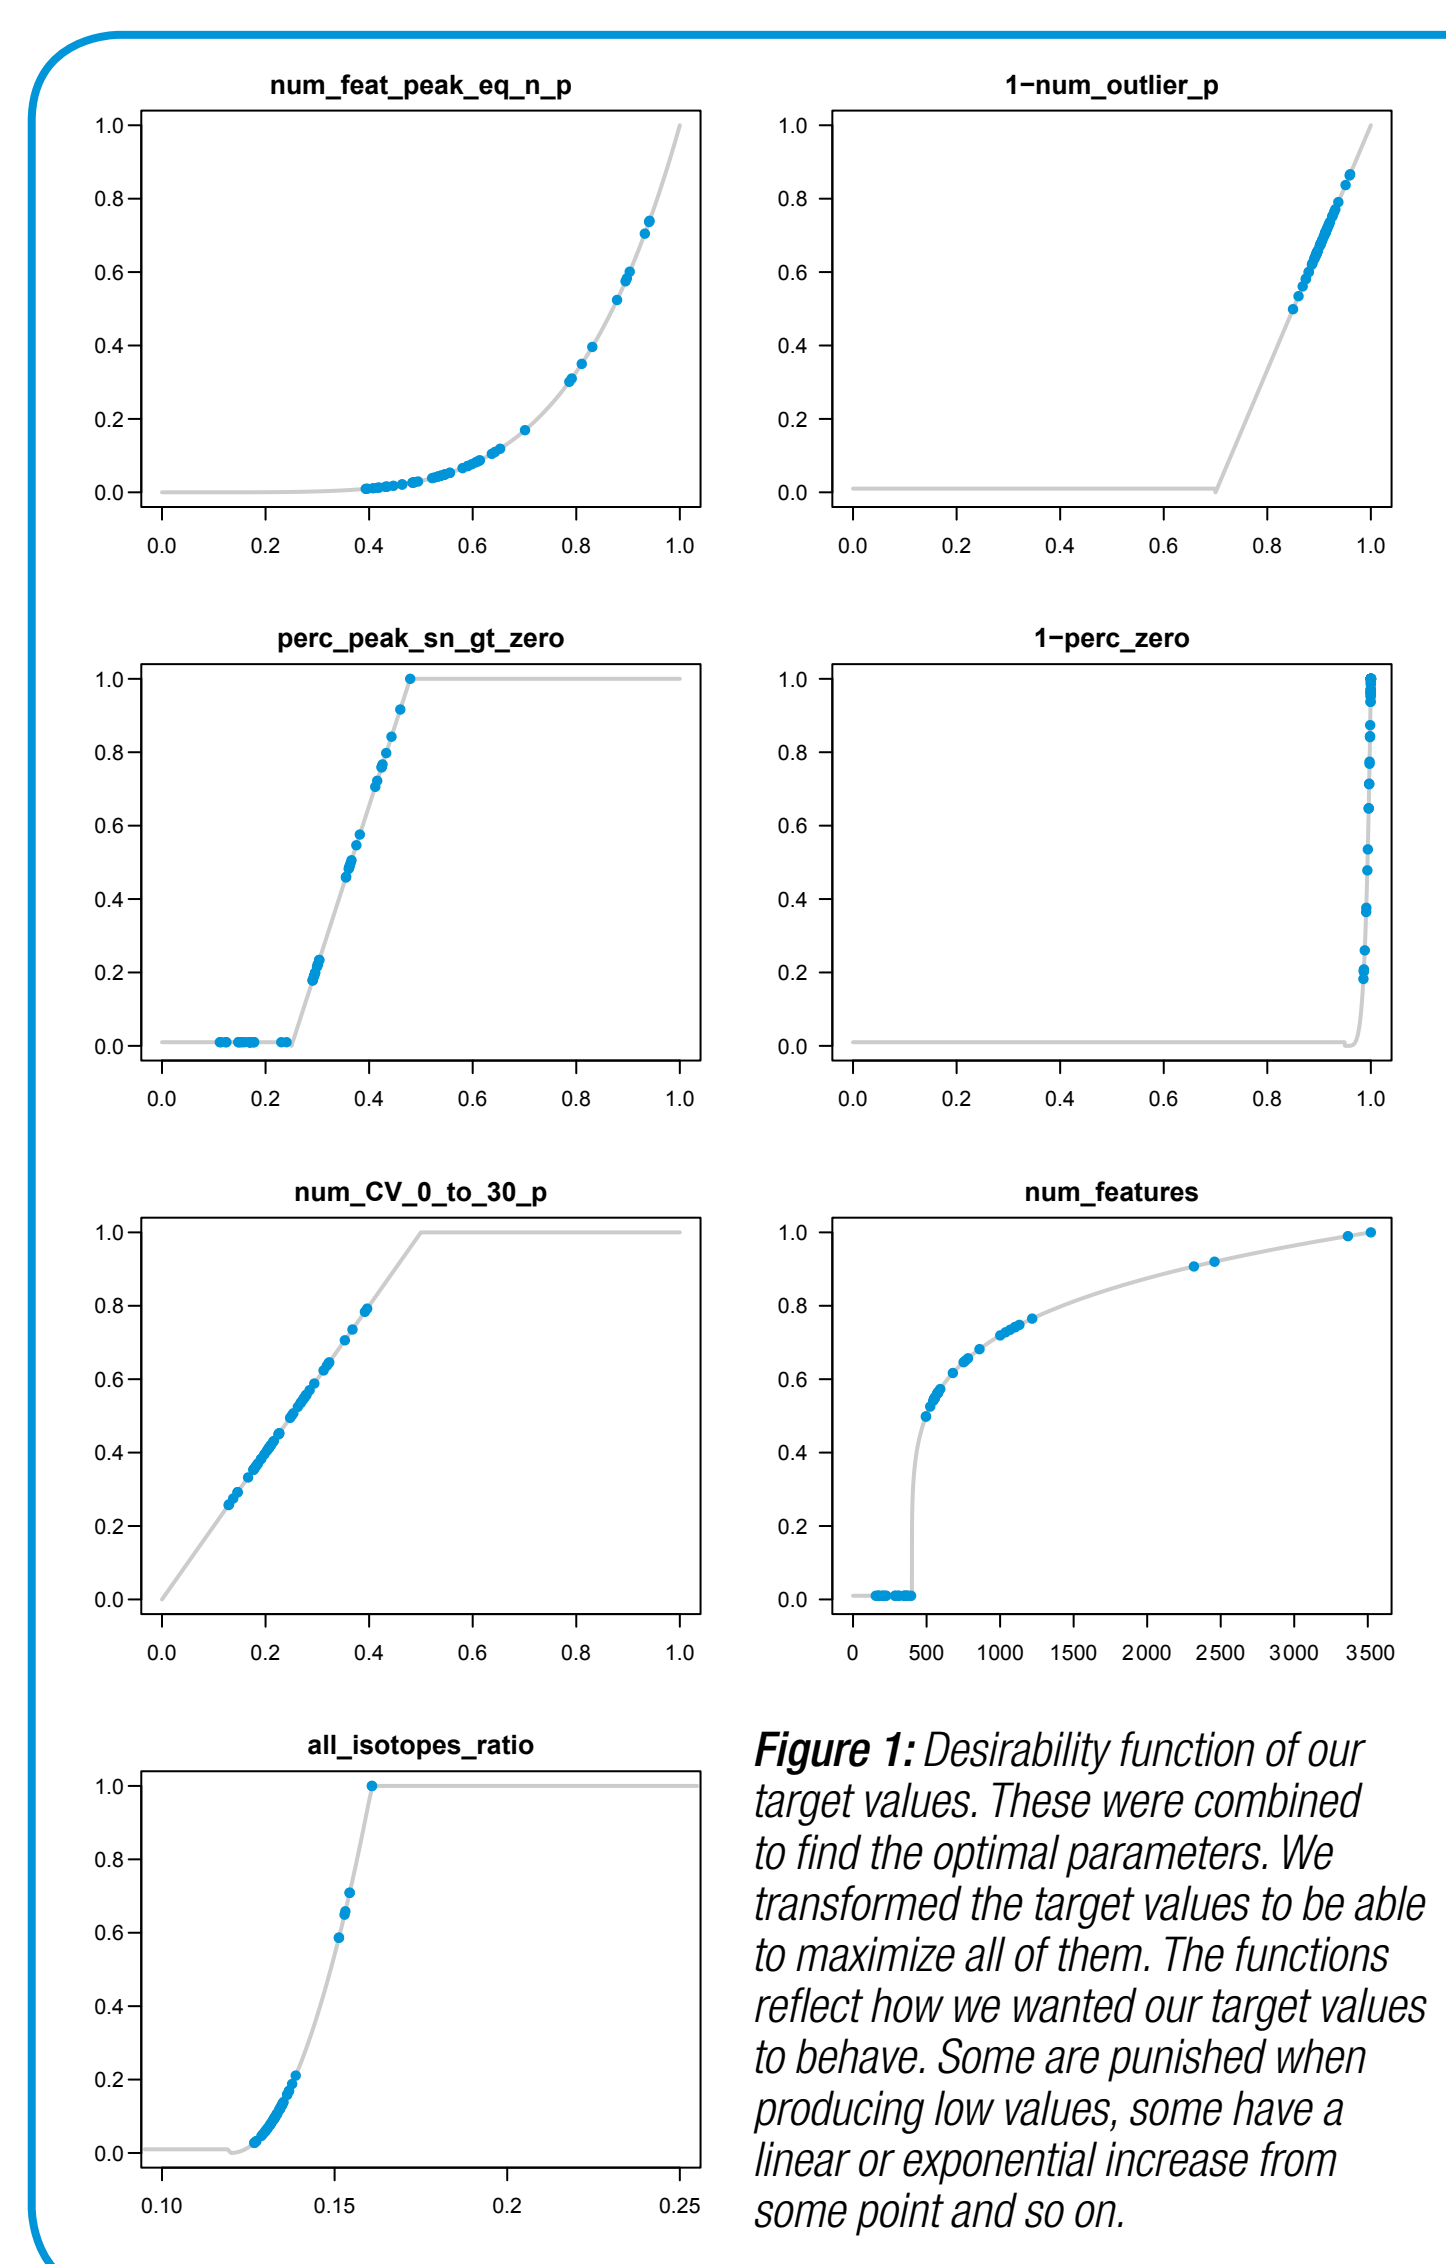 num_feat_peak_eq_n_p
1.0
0.8
0.6
0.4
0.2
0.0
0.0 0.2 0.4 0.6 0.8 1.0
1−num_outlier_p
1.0
0.8
0.6
0.4
0.2
0.0
0.0 0.2 0.4 0.6 0.8 1.0
perc_peak_sn_gt_zero
1.0
0.8
0.6
0.4
0.2
0.0
0.0 0.2 0.4 0.6 0.8 1.0
1−perc_zero
1.0
0.8
0.6
0.4
0.2
0.0
0.0 0.2 0.4 0.6 0.8 1.0
num_CV_0_to_30_p
1.0
0.8
0.6
0.4
0.2
0.0
0.0 0.2 0.4 0.6 0.8 1.0
num_features
1.0
0.8
0.6
0.4
0.2
0.0
0 500 1000 1500 2000 2500 3000 3500
all_isotopes_ratio
1.0
0.8
0.6
0.4
0.2
0.0
0.10 0.15 0.2 0.25
Figure 1: Desirability function of our
target values. These were combined
to find the optimal parameters. We
transformed the target values to be able
to maximize all of them. The functions
reflect how we wanted our target values
to behave. Some are punished when
producing low values, some have a
linear or exponential increase from
some point and so on.